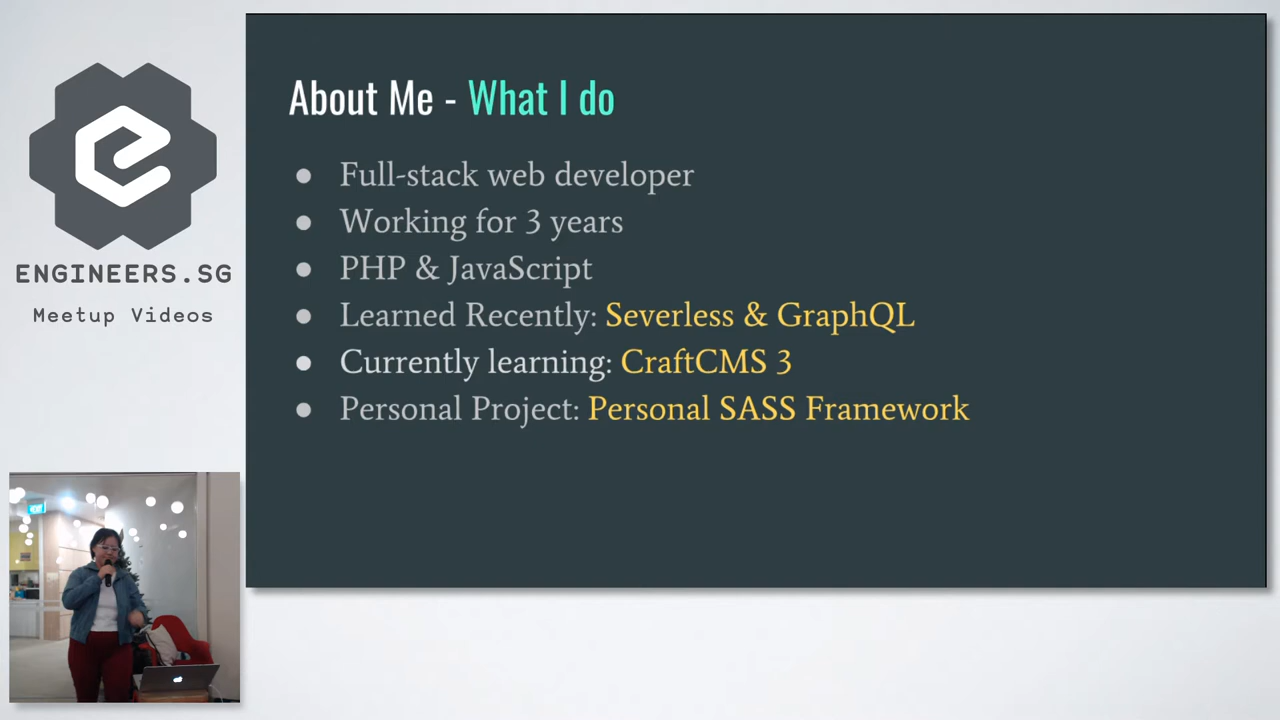 ENGINEERS.SG
Meetup Videos
About Me - What I do
● Full-stack web developer
● Working for 3 years
● PHP & JavaScript
● Learned Recently: Severless & GraphQL
● Currently learning: CraftCMS 3
● Personal Project: Personal SASS Framework